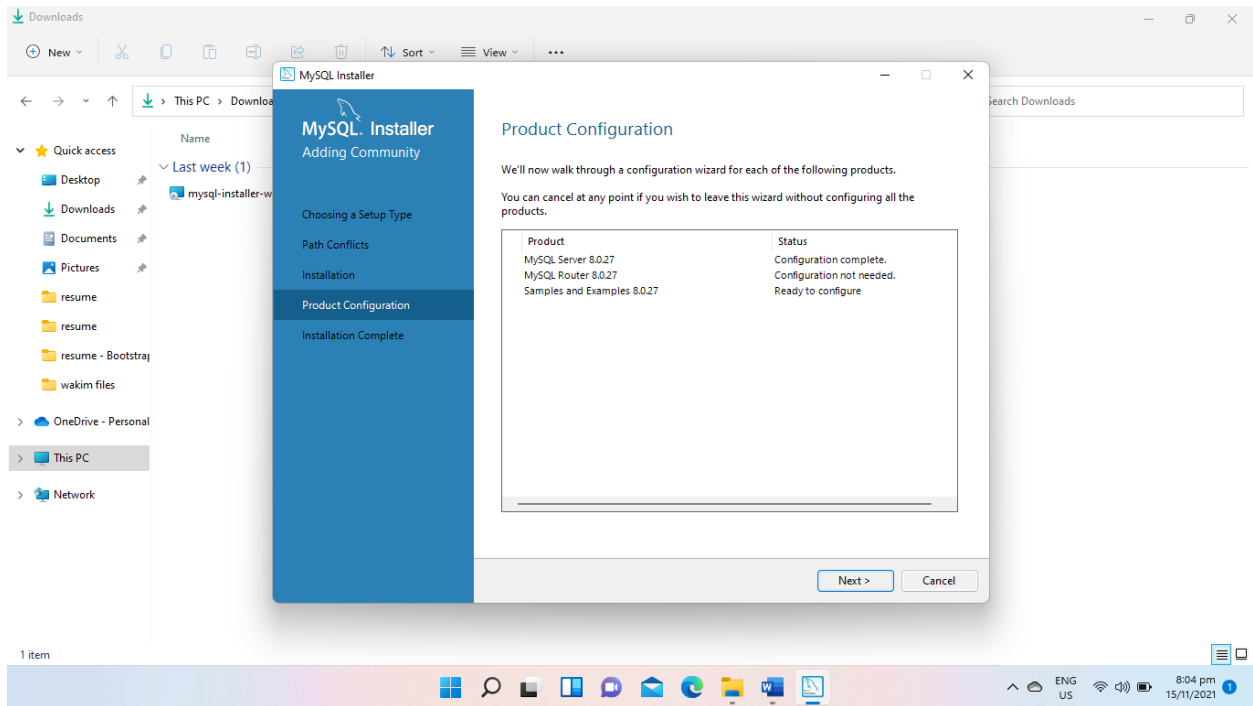 Downloads
New
Sort
View
This PC > Downloa
Search Downloads
Quick access
Desktop
Downloads
Documents
Pictures
resume
resume
resume - Bootstrap
wakim files
OneDrive - Personal
This PC
Network
Name
Last week (1)
mysql-installer-w
MySQL Installer
MySQL. Installer
Adding Community
Choosing a Setup Type
Path Conflicts
Installation
Product Configuration
Installation Complete
Product Configuration
We'll now walk through a configuration wizard for each of the following products.
You can cancel at any point if you wish to leave this wizard without configuring all the
products.
Product Status
MySQL Server 8.0.27 Configuration complete.
MySQL Router 8.0.27 Configuration not needed.
Samples and Examples 8.0.27 Ready to configure
Next >
Cancel
1 item
ENG
US
8:04 pm
15/11/2021
1